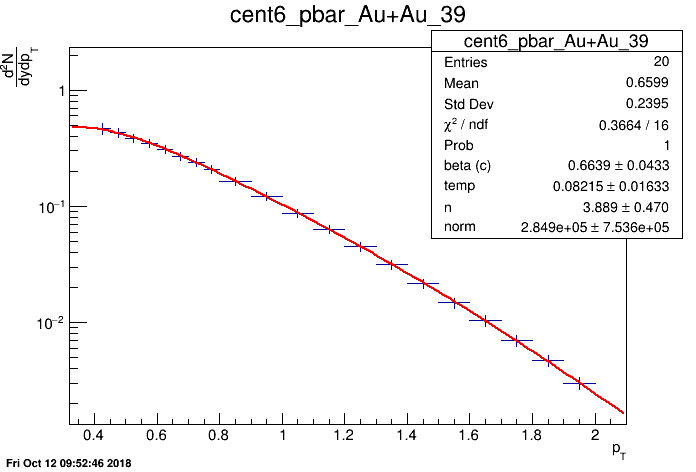 cent6_pbar_Au+Au_39
d²N
dydp_T
cent6_pbar_Au+Au_39
Entries 20
Mean 0.6599
Std Dev 0.2395
χ² / ndf 0.3664 / 16
Prob 1
beta (c) 0.6639 ± 0.0433
temp 0.08215 ± 0.01633
n 3.889 ± 0.470
norm 2.849e+05 ± 7.536e+05
1
10⁻¹
10⁻²
0.4 0.6 0.8 1 1.2 1.4 1.6 1.8 2
p_T
Fri Oct 12 09:52:46 2018